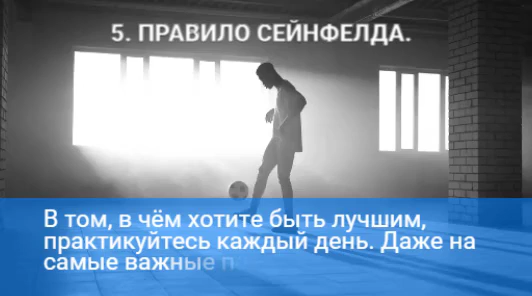 5. ПРАВИЛО СЕЙНФЕЛДА.
В том, в чём хотите быть лучшим,
практикуйтесь каждый день. Даже на
самые важные п